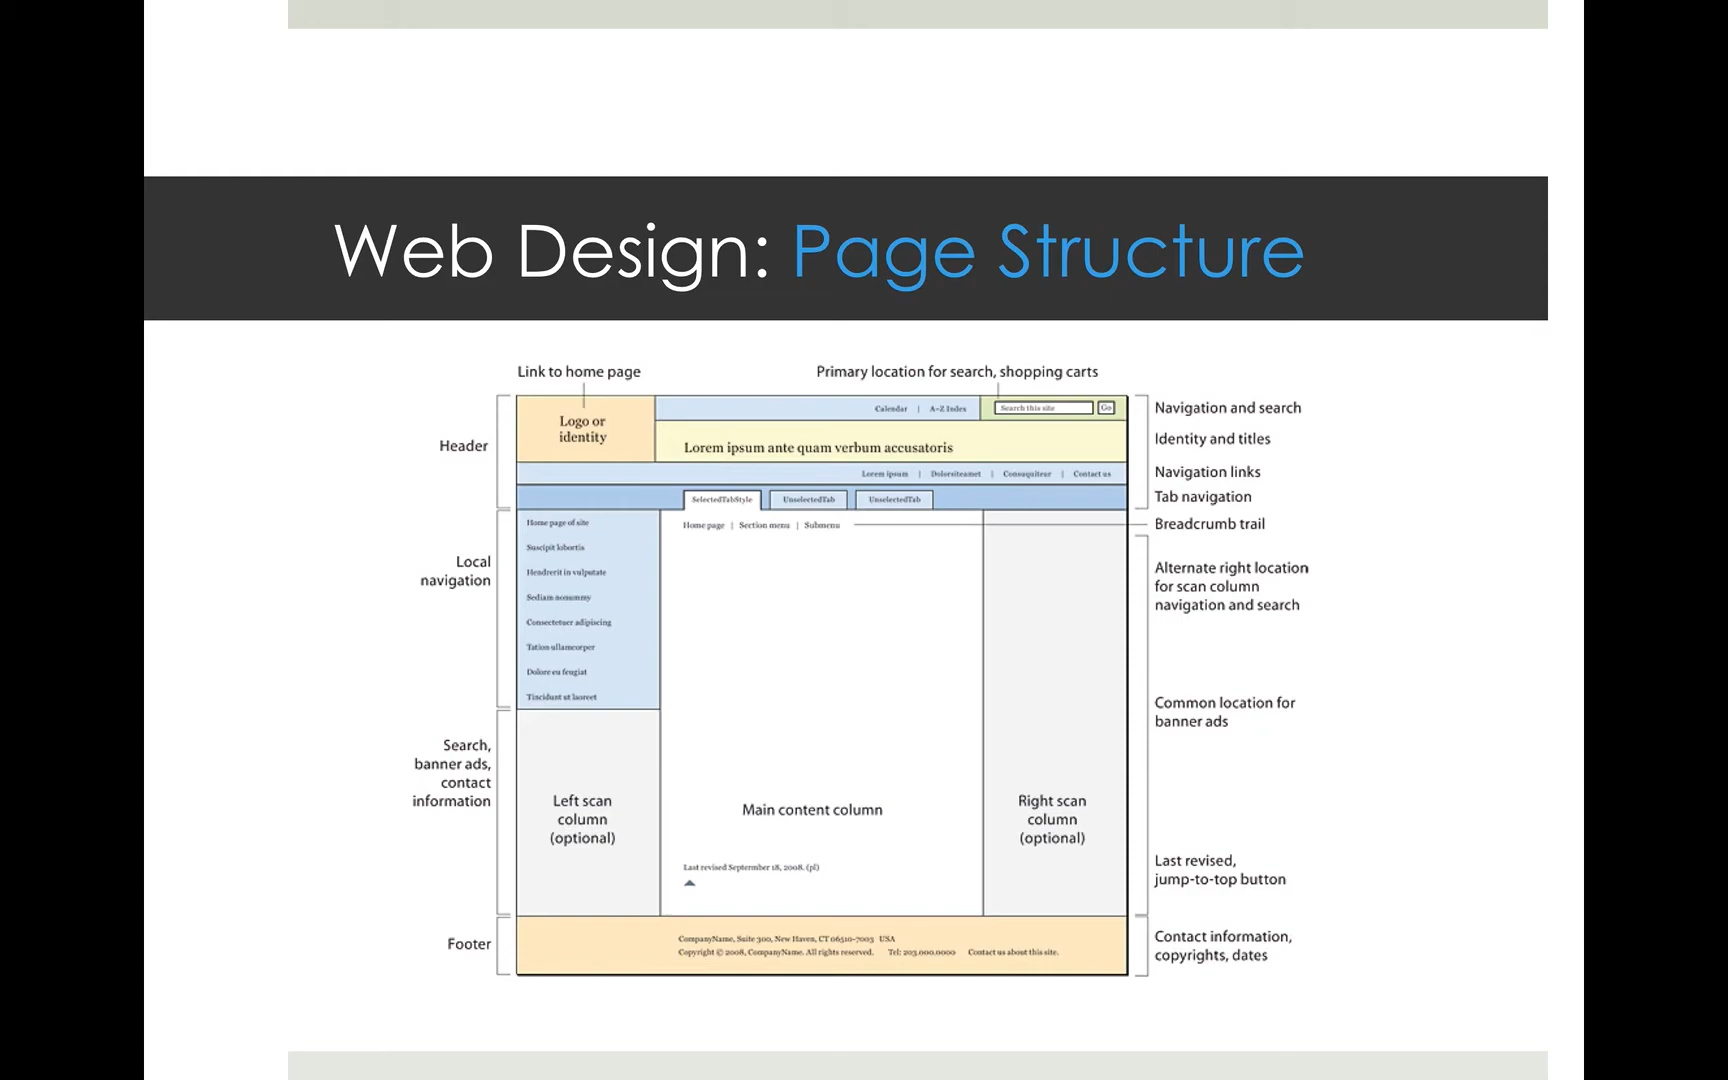 Web Design: Page Structure
Link to home page
Primary location for search, shopping carts
Header
Logo or
identity
Calendar | A–Z Index
Search this site
Go
Lorem ipsum ante quam verbum accusatoris
Lorem ipsum | Dolorsiteamet | Consequiteur | Contact us
SelectedTabStyle
UnselectedTab
UnselectedTab
Navigation and search
Identity and titles
Navigation links
Tab navigation
Breadcrumb trail
Local
navigation
Home page of site
Suscipit lobortis
Hendrerit in vulputate
Sediam nonummy
Consectetuer adipiscing
Tation ullamcorper
Dolore eu feugiat
Tincidunt ut laoreet
Home page | Section menu | Submenu
Alternate right location
for scan column
navigation and search
Common location for
banner ads
Search,
banner ads,
contact
information
Left scan
column
(optional)
Main content column
Right scan
column
(optional)
Last revised Septermber 18, 2008. (pl)
Last revised,
jump-to-top button
Footer
CompanyName, Suite 300, New Haven, CT 06510-7003 USA
Copyright © 2008, CompanyName. All rights reserved. Tel: 203.000.0000 Contact us about this site.
Contact information,
copyrights, dates